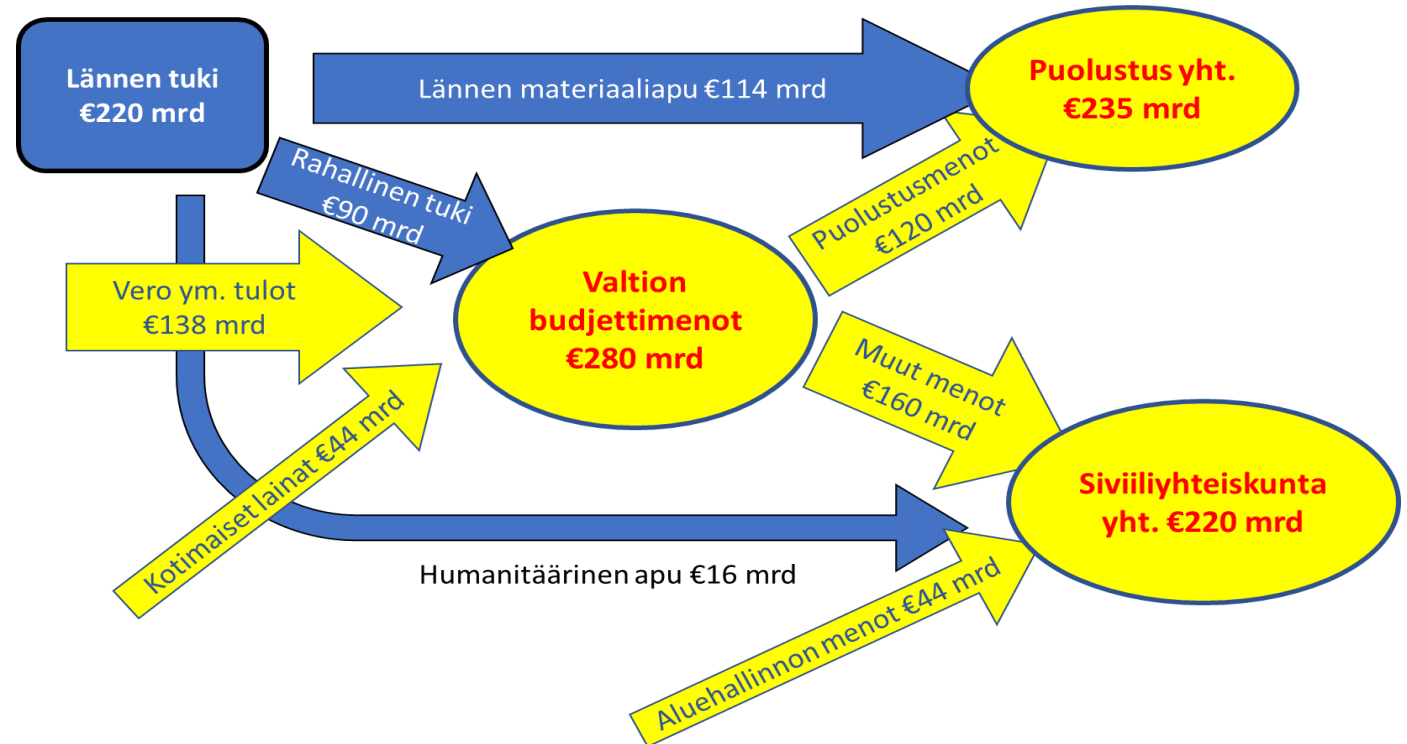 Lännen tuki
€220 mrd
Lännen materiaaliapu €114 mrd
Puolustus yht.
€235 mrd
Rahallinen tuki
€90 mrd
Puolustusmenot
€120 mrd
Vero ym. tulot
€138 mrd
Valtion
budjettimenot
€280 mrd
Muut menot
€160 mrd
Kotimaiset lainat €44 mrd
Siviiliyhteiskunta
yht. €220 mrd
Humanitäärinen apu €16 mrd
Aluehallinnon menot €44 mrd